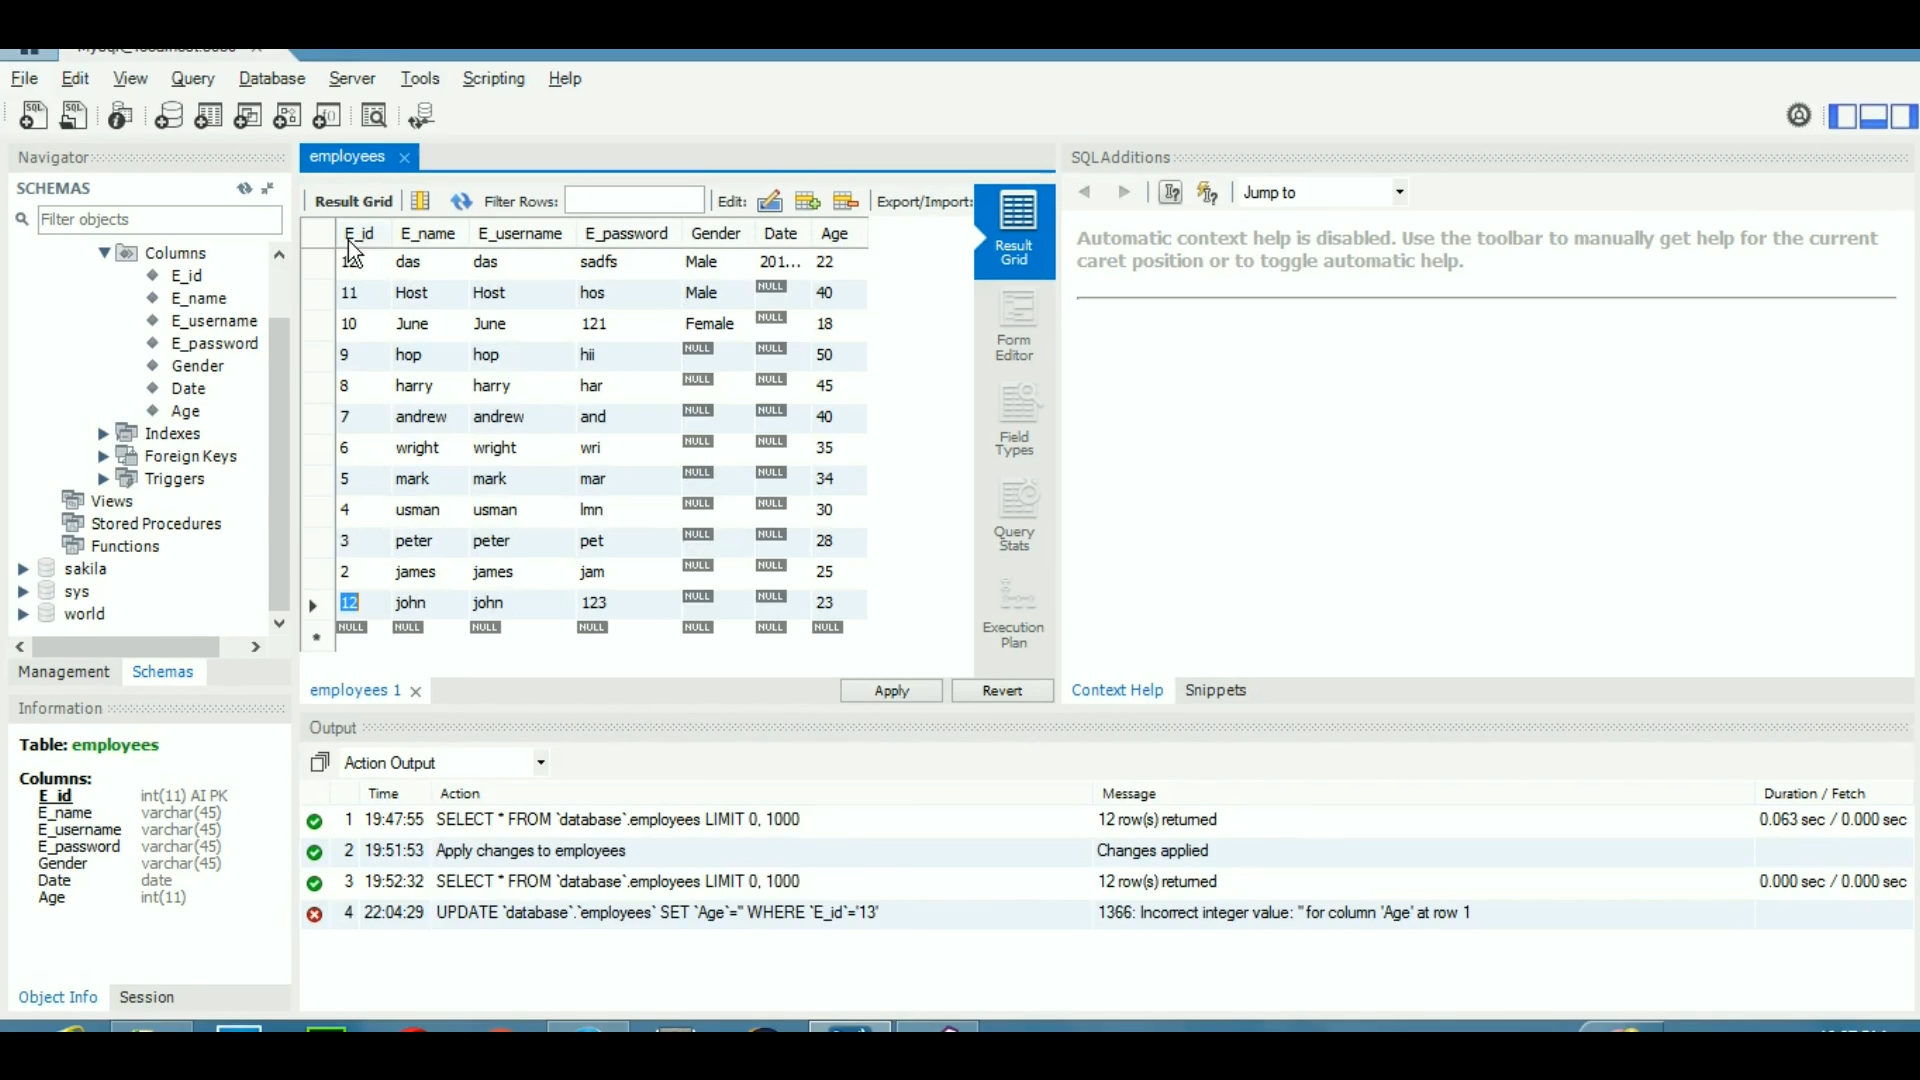 File Edit View Query Database Server Tools Scripting Help
Navigator
SCHEMAS
Filter objects
Columns
E_id
E_name
E_username
E_password
Gender
Date
Age
Indexes
Foreign Keys
Triggers
Views
Stored Procedures
Functions
sakila
sys
world
Management Schemas
Information
Table: employees
Columns:
E_id int(11) AI PK
E_name varchar(45)
E_username varchar(45)
E_password varchar(45)
Gender varchar(45)
Date date
Age int(11)
Object Info Session
employees
Result Grid Filter Rows: Edit: Export/Import:
E_id E_name E_username E_password Gender Date Age
das das sadfs Male 201... 22
11 Host Host hos Male NULL 40
10 June June 121 Female NULL 18
9 hop hop hii NULL NULL 50
8 harry harry har NULL NULL 45
7 andrew andrew and NULL NULL 40
6 wright wright wri NULL NULL 35
5 mark mark mar NULL NULL 34
4 usman usman lmn NULL NULL 30
3 peter peter pet NULL NULL 28
2 james james jam NULL NULL 25
12 john john 123 NULL NULL 23
NULL NULL NULL NULL NULL NULL NULL
Result Grid
Form Editor
Field Types
Query Stats
Execution Plan
employees 1 Apply Revert
SQLAdditions
Jump to
Automatic context help is disabled. Use the toolbar to manually get help for the current
caret position or to toggle automatic help.
Context Help Snippets
Output
Action Output
Time Action Message Duration / Fetch
1 19:47:55 SELECT * FROM `database`.employees LIMIT 0, 1000 12 row(s) returned 0.063 sec / 0.000 sec
2 19:51:53 Apply changes to employees Changes applied
3 19:52:32 SELECT * FROM `database`.employees LIMIT 0, 1000 12 row(s) returned 0.000 sec / 0.000 sec
4 22:04:29 UPDATE `database`.`employees` SET `Age`='' WHERE `E_id`='13' 1366: Incorrect integer value: '' for column 'Age' at row 1